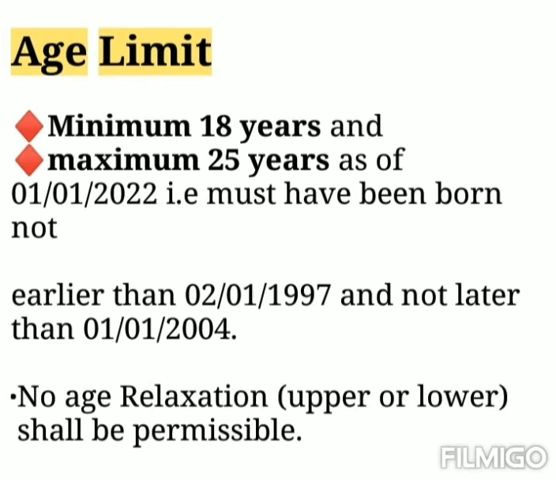 Age Limit
♦Minimum 18 years and
♦maximum 25 years as of
01/01/2022 i.e must have been born
not
earlier than 02/01/1997 and not later
than 01/01/2004.
·No age Relaxation (upper or lower)
shall be permissible.
FILMIGO